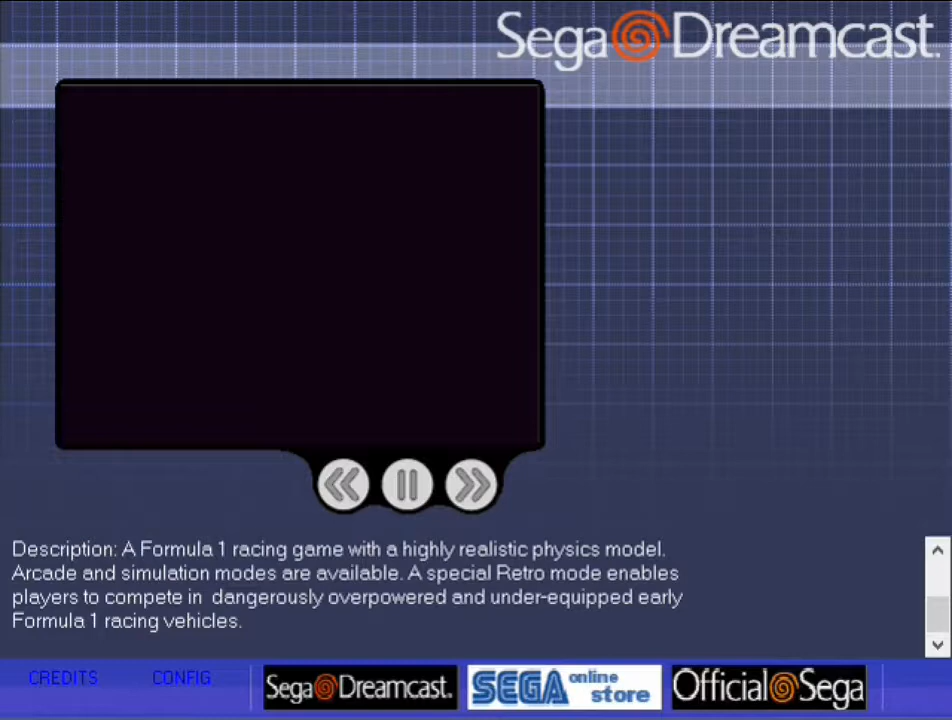 Sega Dreamcast.
Description: A Formula 1 racing game with a highly realistic physics model.
Arcade and simulation modes are available. A special Retro mode enables
players to compete in dangerously overpowered and under-equipped early
Formula 1 racing vehicles.
CREDITS CONFIG Sega Dreamcast. SEGA online store Official Sega